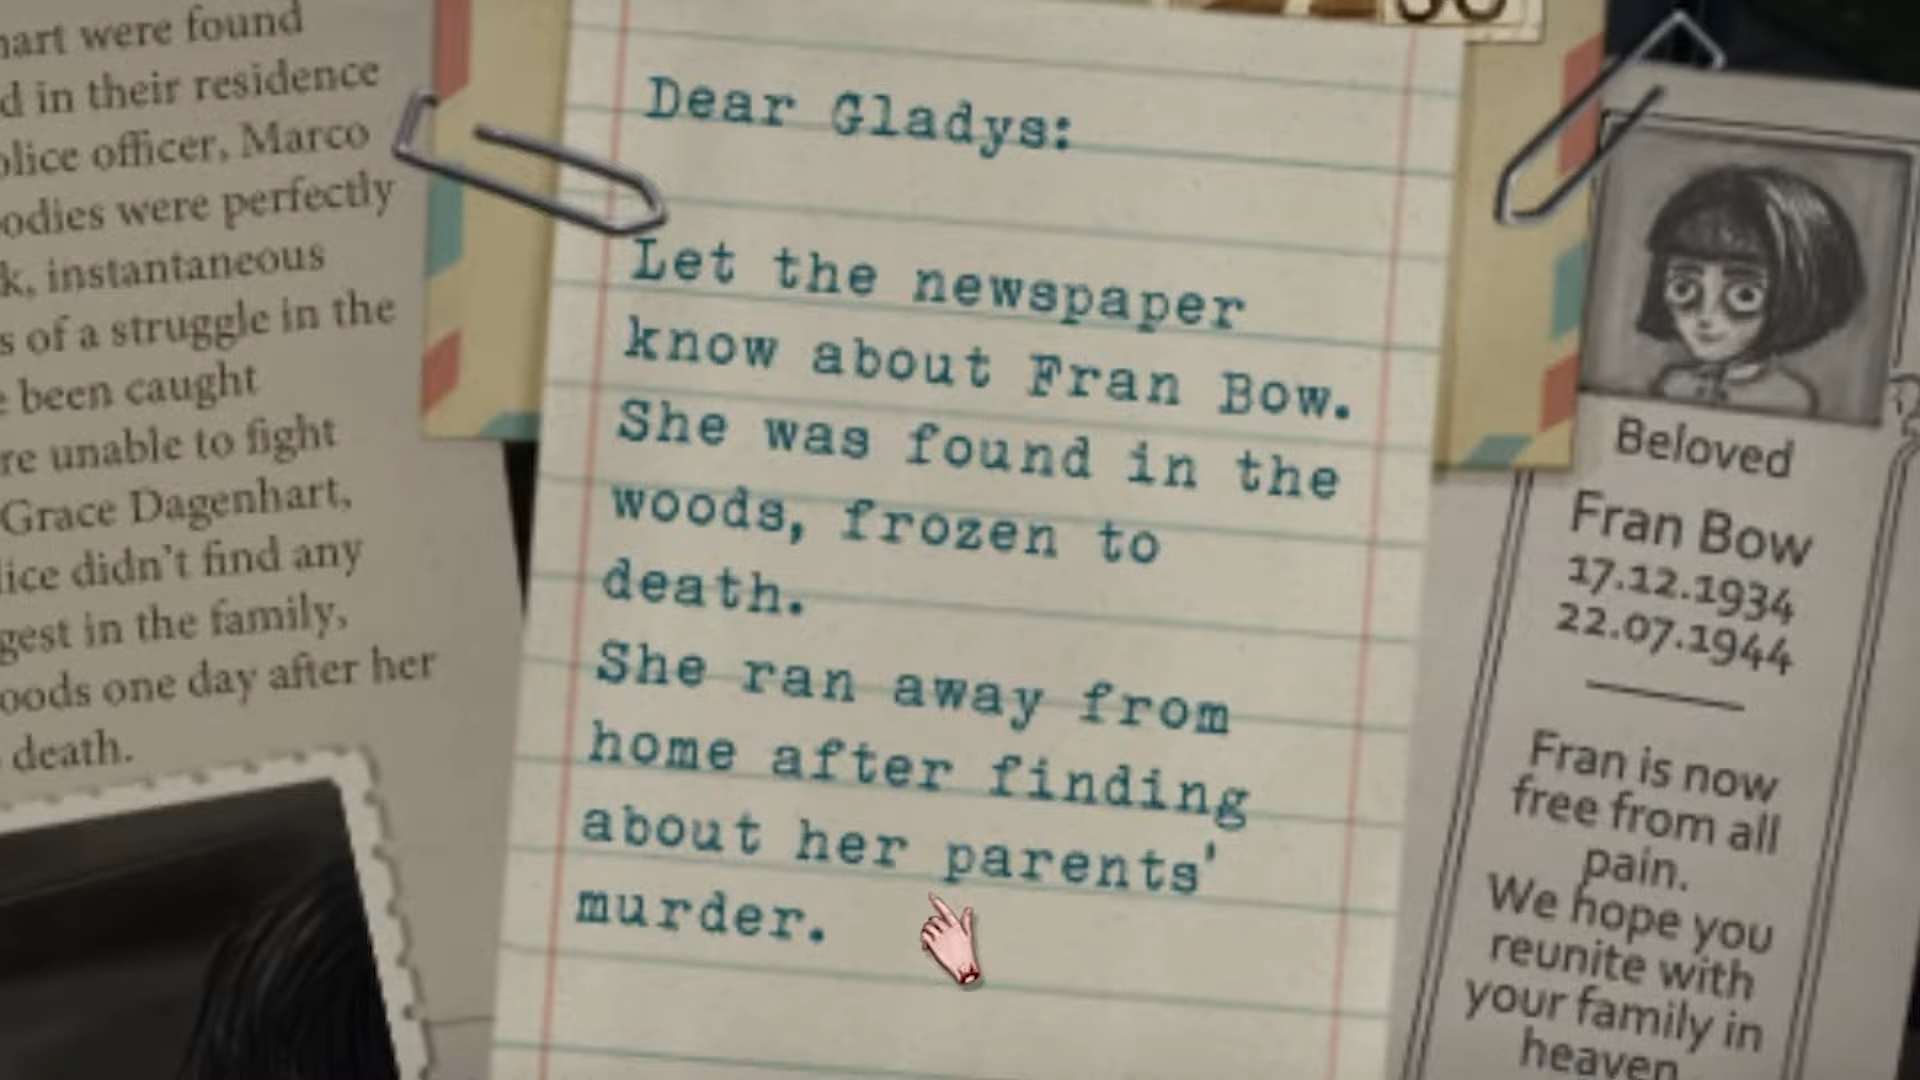 hart were found
d in their residence
olice officer, Marco
odies were perfectly
k, instantaneous
s of a struggle in the
e been caught
re unable to fight
Grace Dagenhart,
lice didn't find any
gest in the family,
oods one day after her
death.
Dear Gladys:
Let the newspaper
know about Fran Bow.
She was found in the
woods, frozen to
death.
She ran away from
home after finding
about her parents'
murder.
Beloved
Fran Bow
17.12.1934
22.07.1944
Fran is now
free from all
pain.
We hope you
reunite with
your family in
heaven